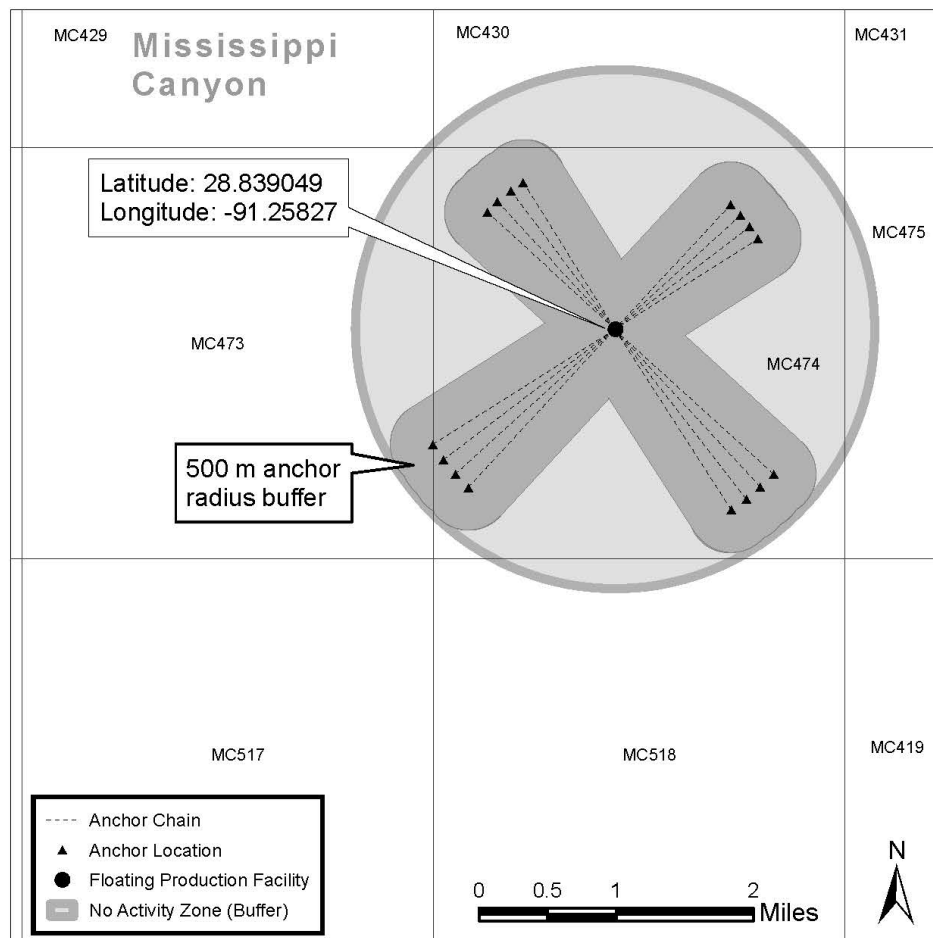 MC429
Mississippi
Canyon
MC430
MC431
Latitude: 28.839049
Longitude: -91.25827
MC475
MC473
MC474
500 m anchor
radius buffer
MC517
MC518
MC419
Anchor Chain
Anchor Location
Floating Production Facility
No Activity Zone (Buffer)
0 0.5 1 2
Miles
N